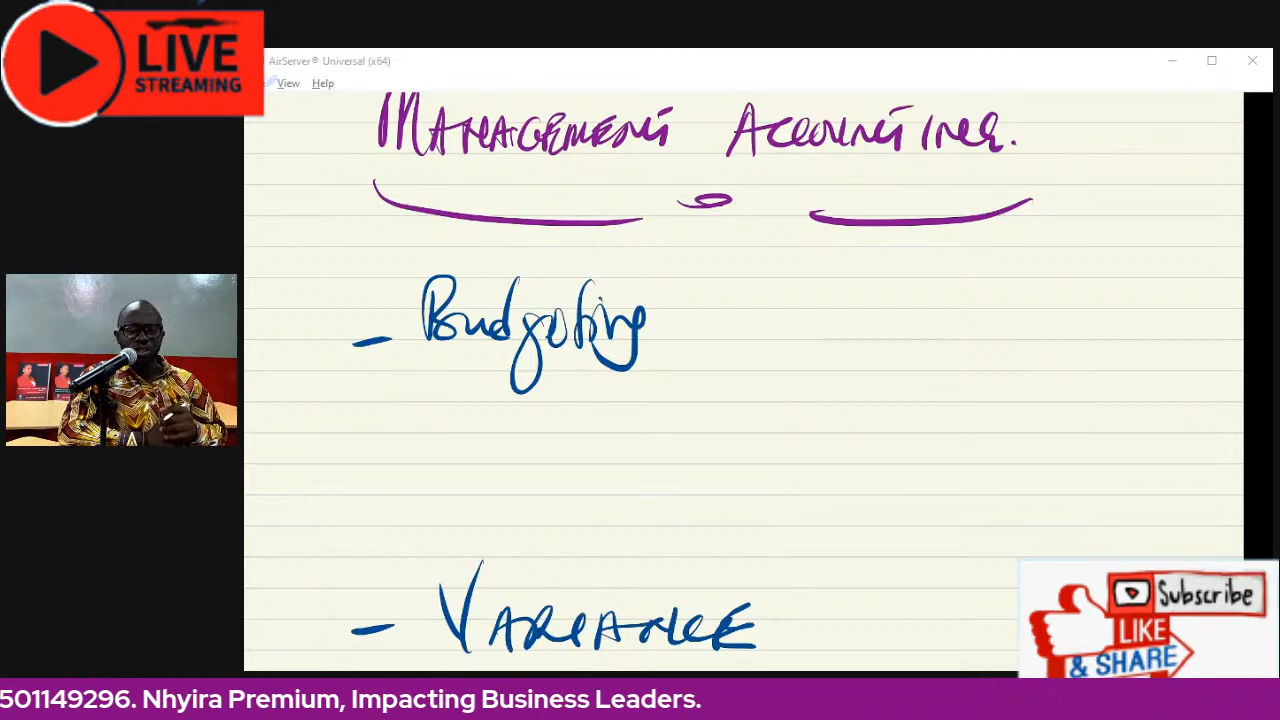 LIVE
STREAMING
AirServer® Universal (x64)
View Help
MANAGEMENT ACCOUNTING.
- Budgeting
- VARIANCE
Subscribe
LIKE
& SHARE
501149296. Nhyira Premium, Impacting Business Leaders.